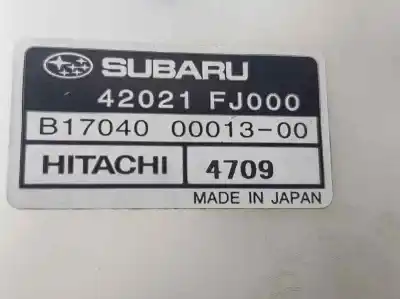 SUBARU
42021 FJ000
B17040 00013-00
HITACHI 4709
MADE IN JAPAN